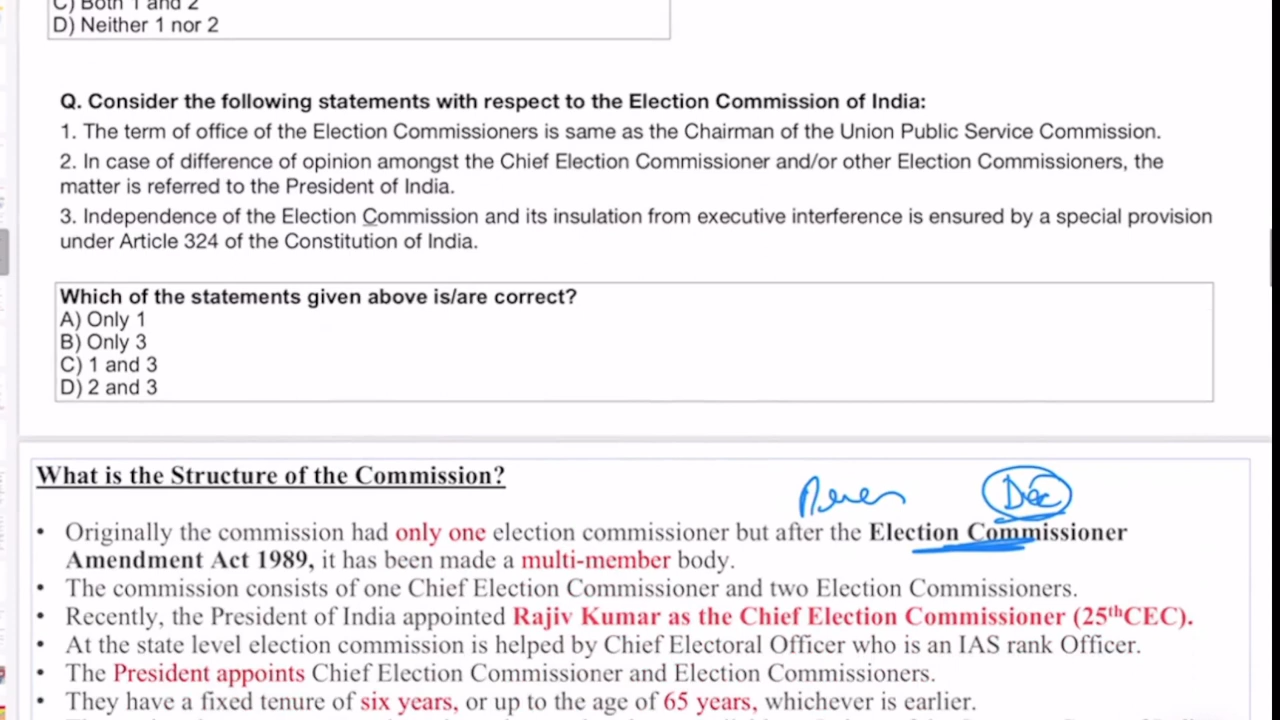 C) Both 1 and 2
D) Neither 1 nor 2
Q. Consider the following statements with respect to the Election Commission of India:
1. The term of office of the Election Commissioners is same as the Chairman of the Union Public Service Commission.
2. In case of difference of opinion amongst the Chief Election Commissioner and/or other Election Commissioners, the
matter is referred to the President of India.
3. Independence of the Election Commission and its insulation from executive interference is ensured by a special provision
under Article 324 of the Constitution of India.
Which of the statements given above is/are correct?
A) Only 1
B) Only 3
C) 1 and 3
D) 2 and 3
What is the Structure of the Commission?
Dec
• Originally the commission had only one election commissioner but after the Election Commissioner
Amendment Act 1989, it has been made a multi-member body.
• The commission consists of one Chief Election Commissioner and two Election Commissioners.
• Recently, the President of India appointed Rajiv Kumar as the Chief Election Commissioner (25thCEC).
• At the state level election commission is helped by Chief Electoral Officer who is an IAS rank Officer.
• The President appoints Chief Election Commissioner and Election Commissioners.
• They have a fixed tenure of six years, or up to the age of 65 years, whichever is earlier.